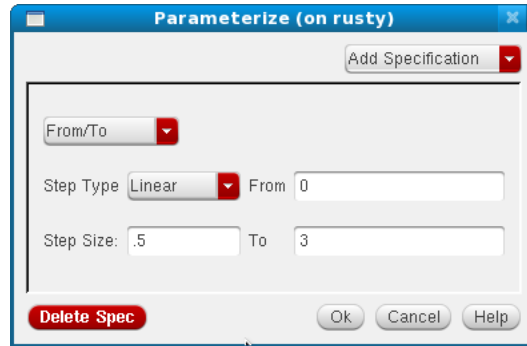 Parameterize (on rusty)
Add Specification
From/To
Step Type Linear From 0
Step Size: .5 To 3
Delete Spec Ok Cancel Help